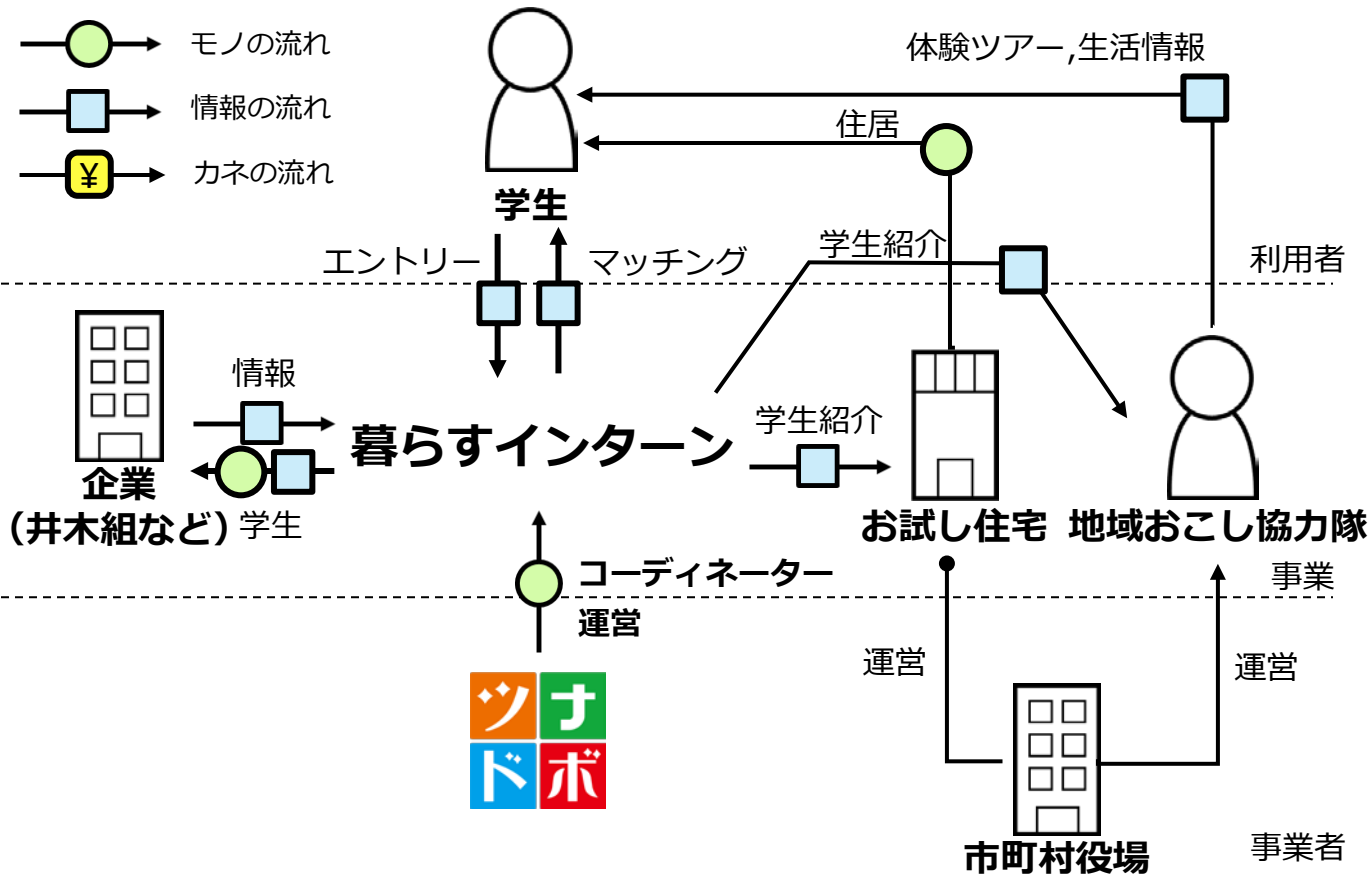 モノの流れ
情報の流れ
¥
カネの流れ
体験ツアー,生活情報
住居
学生
エントリー
マッチング
学生紹介
利用者
情報
暮らすインターン
学生紹介
企業
(井木組など)
学生
お試し住宅
地域おこし協力隊
コーディネーター
運営
事業
ツナ
ドボ
運営
運営
市町村役場
事業者